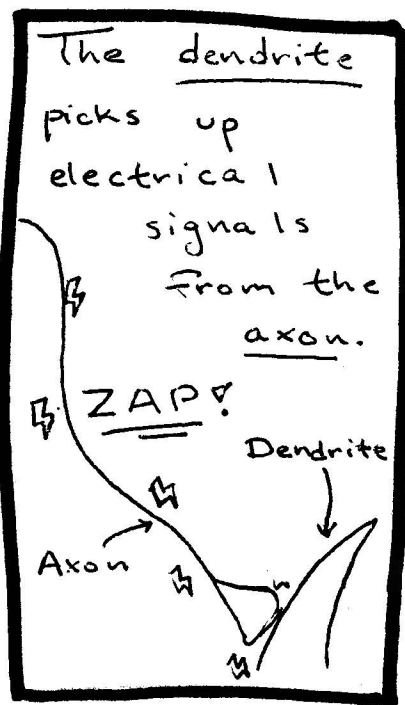 The dendrite
picks up
electrical
signals
from the
axon.
ZAP!
Dendrite
Axon